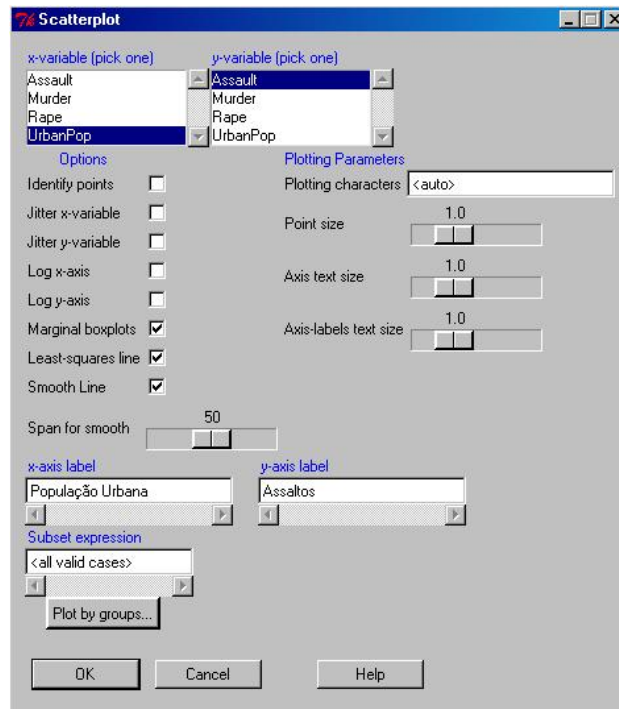 Scatterplot
x-variable (pick one) y-variable (pick one)
Assault Assault
Murder Murder
Rape Rape
UrbanPop UrbanPop
Options Plotting Parameters
Identify points Plotting characters <auto>
Jitter x-variable Point size 1.0
Jitter y-variable
Log x-axis Axis text size 1.0
Log y-axis
Marginal boxplots Axis-labels text size 1.0
Least-squares line
Smooth Line
Span for smooth 50
x-axis label y-axis label
População Urbana Assaltos
Subset expression
<all valid cases>
Plot by groups...
OK Cancel Help